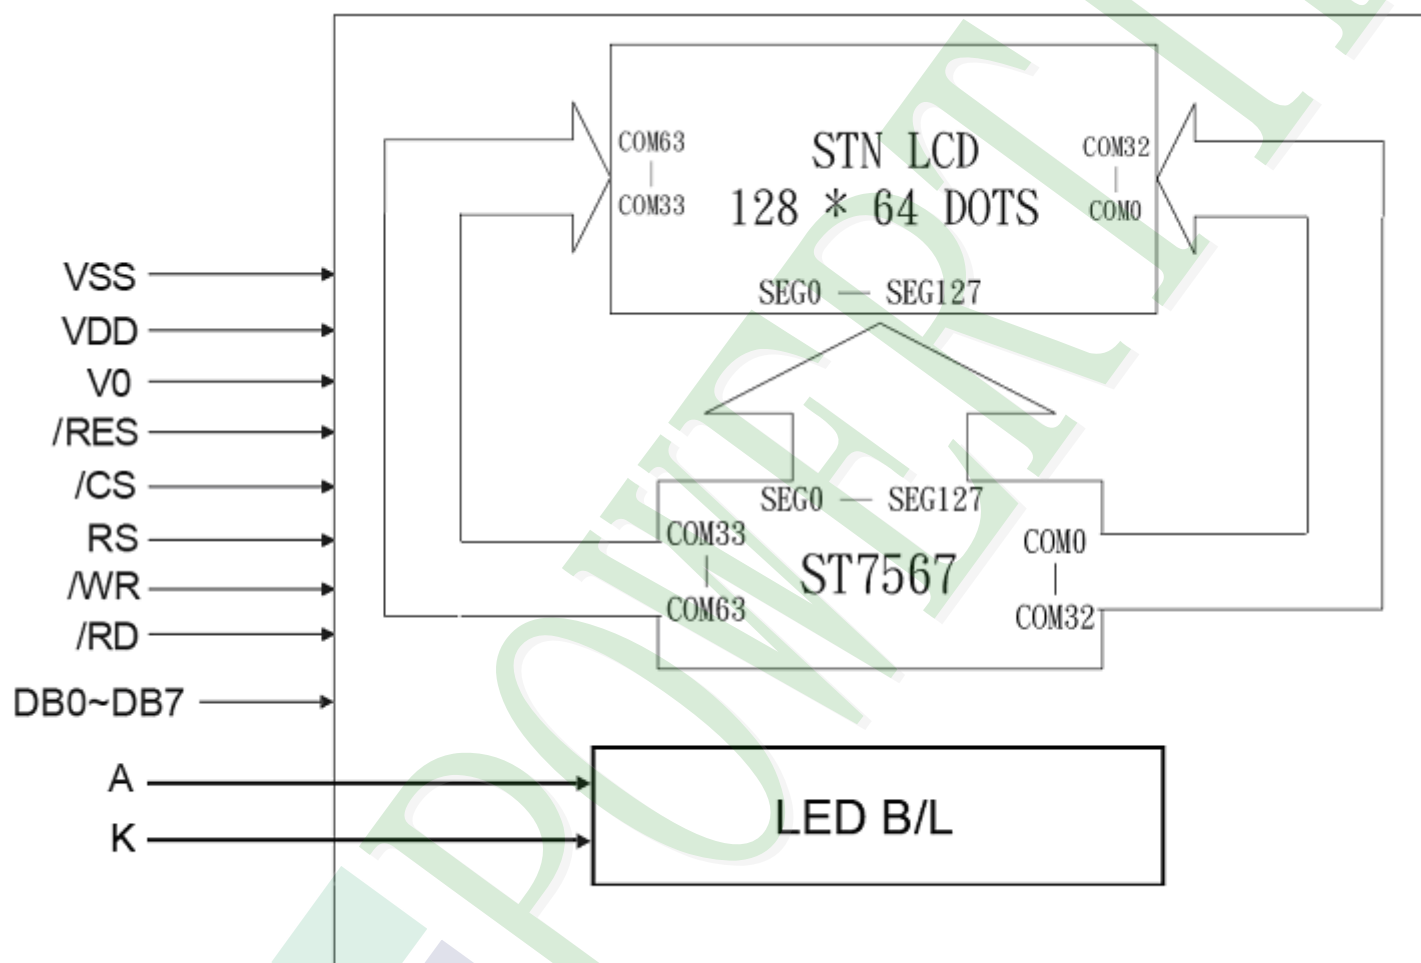 COM63
|
COM33
STN LCD
128 * 64 DOTS
COM32
|
COM0
SEG0 — SEG127
VSS
VDD
V0
/RES
/CS
RS
/WR
/RD
DB0~DB7
A
K
SEG0 — SEG127
COM33
|
COM63
ST7567
COM0
|
COM32
LED B/L
POWERTI